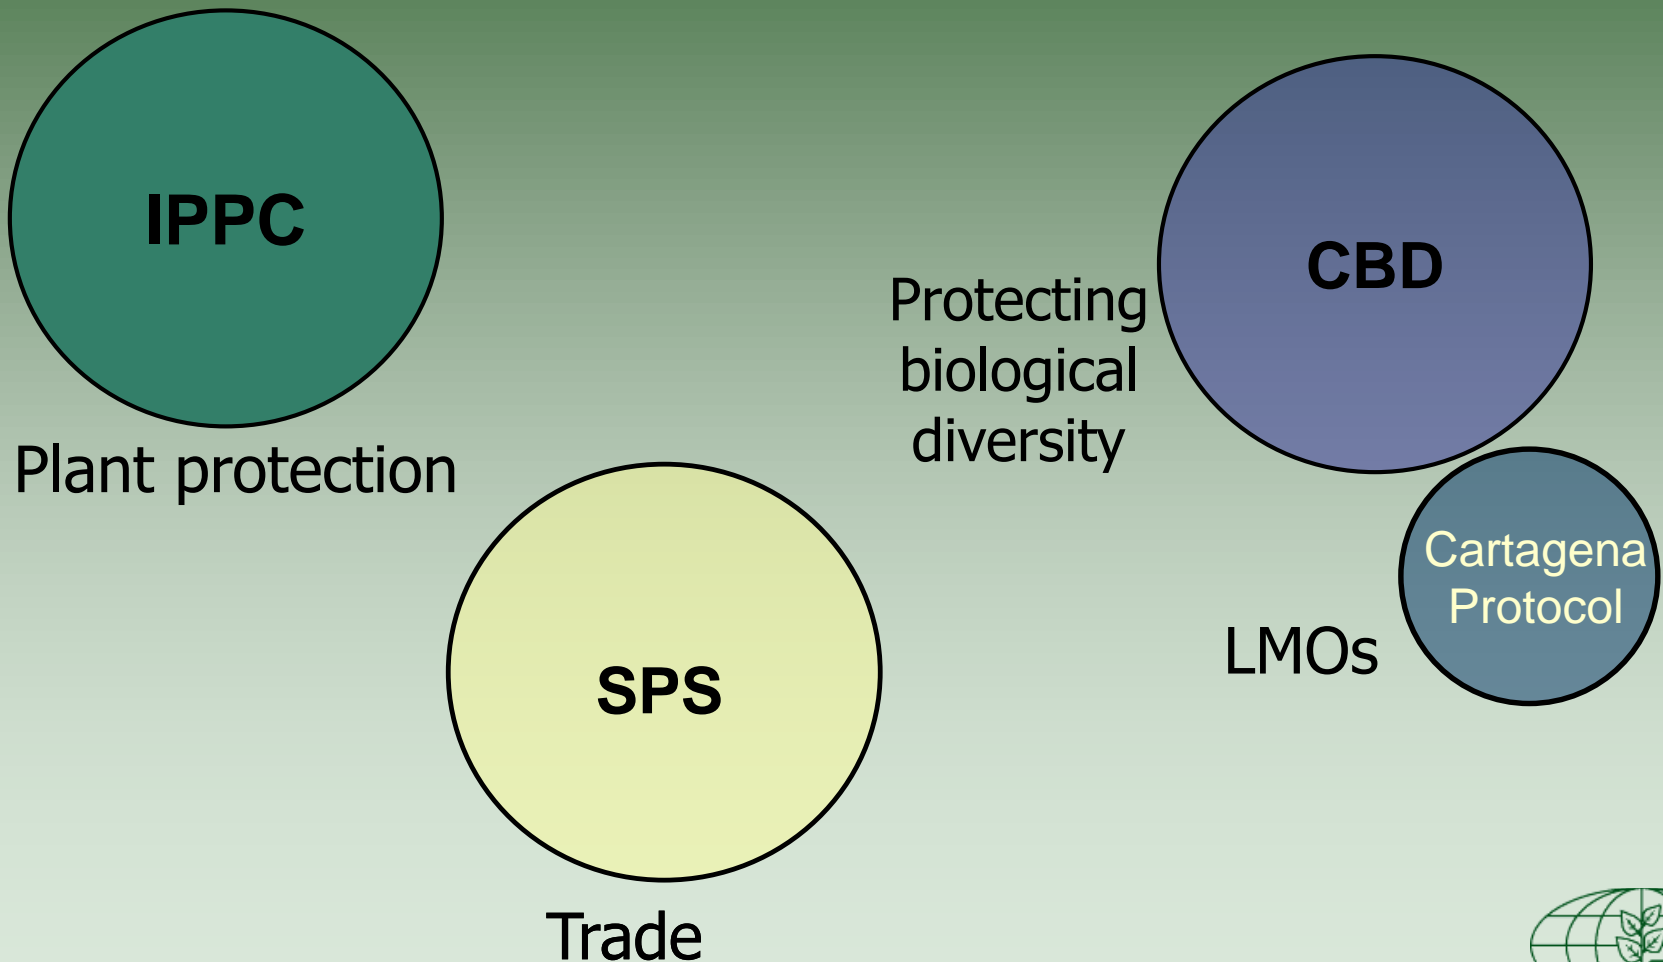 IPPC
Plant protection
CBD
Protecting
biological
diversity
Cartagena
Protocol
LMOs
SPS
Trade